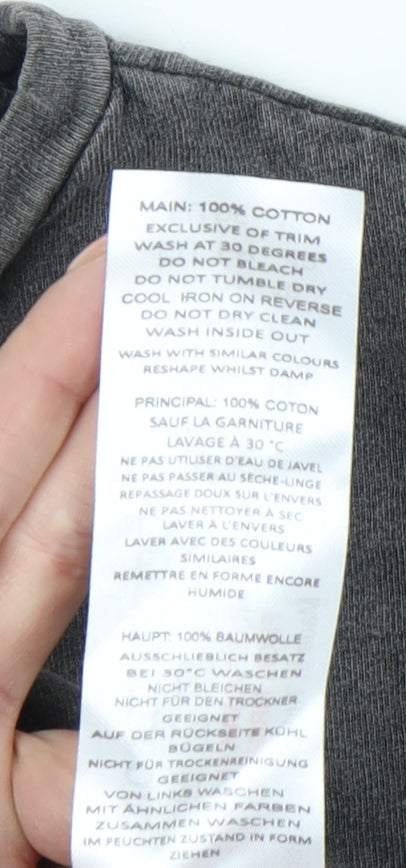 MAIN: 100% COTTON
EXCLUSIVE OF TRIM
WASH AT 30 DEGREES
DO NOT BLEACH
DO NOT TUMBLE DRY
COOL IRON ON REVERSE
DO NOT DRY CLEAN
WASH INSIDE OUT
WASH WITH SIMILAR COLOURS
RESHAPE WHILST DAMP
PRINCIPAL: 100% COTON
SAUF LA GARNITURE
LAVAGE À 30 °C
NE PAS UTILISER D'EAU DE JAVEL
NE PAS PASSER AU SÈCHE-LINGE
REPASSAGE DOUX SUR L'ENVERS
NE PAS NETTOYER À SEC
LAVER À L'ENVERS
LAVER AVEC DES COULEURS
SIMILAIRES
REMETTRE EN FORME ENCORE
HUMIDE
HAUPT: 100% BAUMWOLLE
AUSSCHLIEßLICH BESATZ
BEI 30°C WASCHEN
NICHT BLEICHEN
NICHT FÜR DEN TROCKNER
GEEIGNET
AUF DER RÜCKSEITE KÜHL
BÜGELN
NICHT FÜR TROCKENREINIGUNG
GEEIGNET
VON LINKS WASCHEN
MIT ÄHNLICHEN FARBEN
ZUSAMMEN WASCHEN
IM FEUCHTEN ZUSTAND IN FORM
ZIEHEN